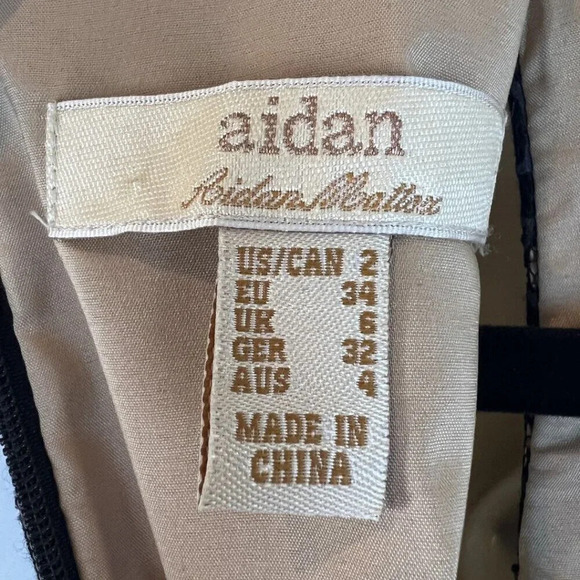 aidan
Aidan Mattox
US/CAN 2
EU 34
UK 6
GER 32
AUS 4
MADE IN
CHINA